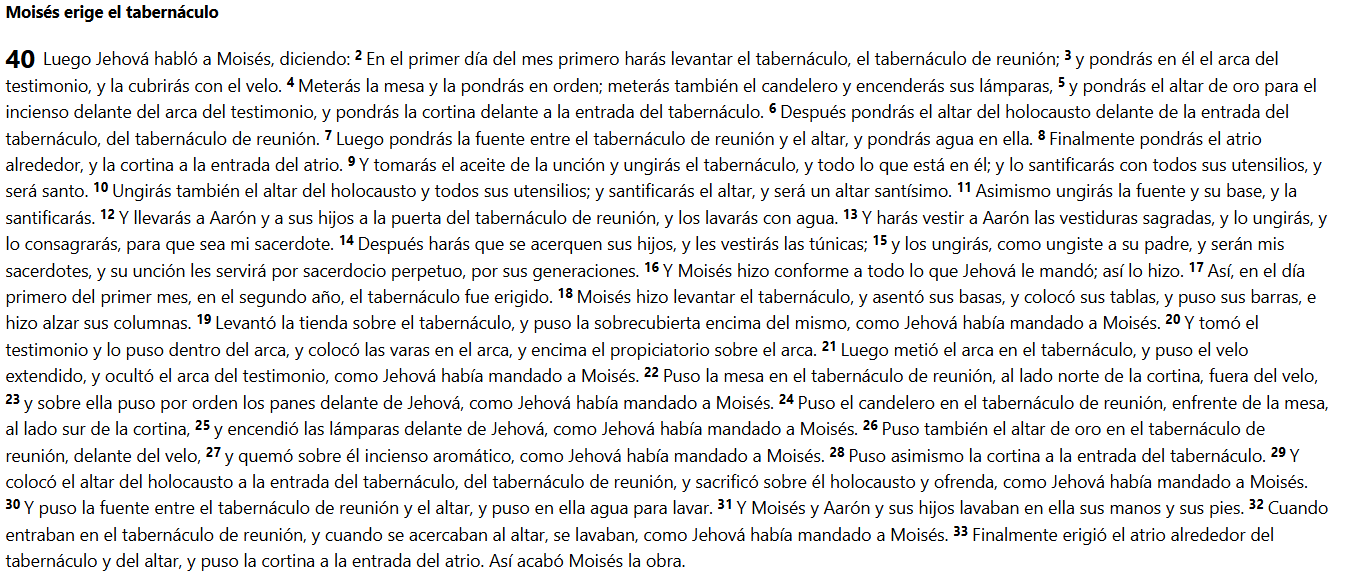 Moisés erige el tabernáculo
40 Luego Jehová habló a Moisés, diciendo: 2 En el primer día del mes primero harás levantar el tabernáculo, el tabernáculo de reunión; 3 y pondrás en él el arca del
testimonio, y la cubrirás con el velo. 4 Meterás la mesa y la pondrás en orden; meterás también el candelero y encenderás sus lámparas, 5 y pondrás el altar de oro para el
incienso delante del arca del testimonio, y pondrás la cortina delante a la entrada del tabernáculo. 6 Después pondrás el altar del holocausto delante de la entrada del
tabernáculo, del tabernáculo de reunión. 7 Luego pondrás la fuente entre el tabernáculo de reunión y el altar, y pondrás agua en ella. 8 Finalmente pondrás el atrio
alrededor, y la cortina a la entrada del atrio. 9 Y tomarás el aceite de la unción y ungirás el tabernáculo, y todo lo que está en él; y lo santificarás con todos sus utensilios, y
será santo. 10 Ungirás también el altar del holocausto y todos sus utensilios; y santificarás el altar, y será un altar santísimo. 11 Asimismo ungirás la fuente y su base, y la
santificarás. 12 Y llevarás a Aarón y a sus hijos a la puerta del tabernáculo de reunión, y los lavarás con agua. 13 Y harás vestir a Aarón las vestiduras sagradas, y lo ungirás, y
lo consagrarás, para que sea mi sacerdote. 14 Después harás que se acerquen sus hijos, y les vestirás las túnicas; 15 y los ungirás, como ungiste a su padre, y serán mis
sacerdotes, y su unción les servirá por sacerdocio perpetuo, por sus generaciones. 16 Y Moisés hizo conforme a todo lo que Jehová le mandó; así lo hizo. 17 Así, en el día
primero del primer mes, en el segundo año, el tabernáculo fue erigido. 18 Moisés hizo levantar el tabernáculo, y asentó sus basas, y colocó sus tablas, y puso sus barras, e
hizo alzar sus columnas. 19 Levantó la tienda sobre el tabernáculo, y puso la sobrecubierta encima del mismo, como Jehová había mandado a Moisés. 20 Y tomó el
testimonio y lo puso dentro del arca, y colocó las varas en el arca, y encima el propiciatorio sobre el arca. 21 Luego metió el arca en el tabernáculo, y puso el velo
extendido, y ocultó el arca del testimonio, como Jehová había mandado a Moisés. 22 Puso la mesa en el tabernáculo de reunión, al lado norte de la cortina, fuera del velo,
23 y sobre ella puso por orden los panes delante de Jehová, como Jehová había mandado a Moisés. 24 Puso el candelero en el tabernáculo de reunión, enfrente de la mesa,
al lado sur de la cortina, 25 y encendió las lámparas delante de Jehová, como Jehová había mandado a Moisés. 26 Puso también el altar de oro en el tabernáculo de
reunión, delante del velo, 27 y quemó sobre él incienso aromático, como Jehová había mandado a Moisés. 28 Puso asimismo la cortina a la entrada del tabernáculo. 29 Y
colocó el altar del holocausto a la entrada del tabernáculo, del tabernáculo de reunión, y sacrificó sobre él holocausto y ofrenda, como Jehová había mandado a Moisés.
30 Y puso la fuente entre el tabernáculo de reunión y el altar, y puso en ella agua para lavar. 31 Y Moisés y Aarón y sus hijos lavaban en ella sus manos y sus pies. 32 Cuando
entraban en el tabernáculo de reunión, y cuando se acercaban al altar, se lavaban, como Jehová había mandado a Moisés. 33 Finalmente erigió el atrio alrededor del
tabernáculo y del altar, y puso la cortina a la entrada del atrio. Así acabó Moisés la obra.